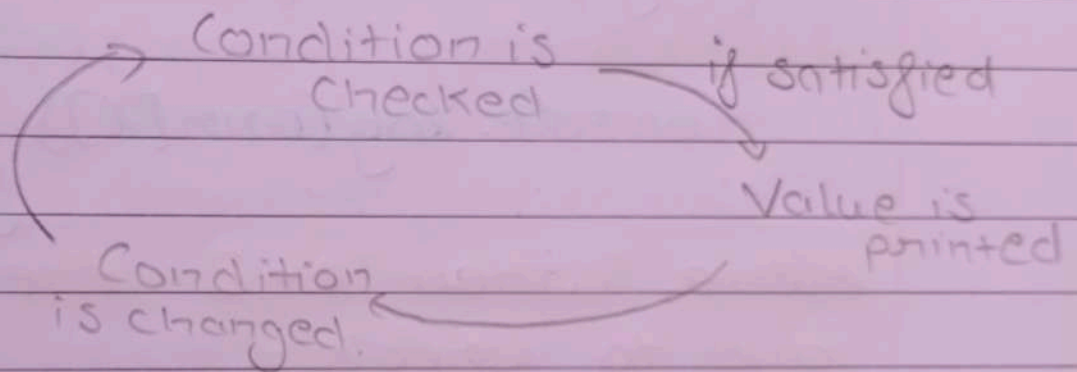 Condition is
Checked
if satisfied
Value is
printed
Condition
is changed.